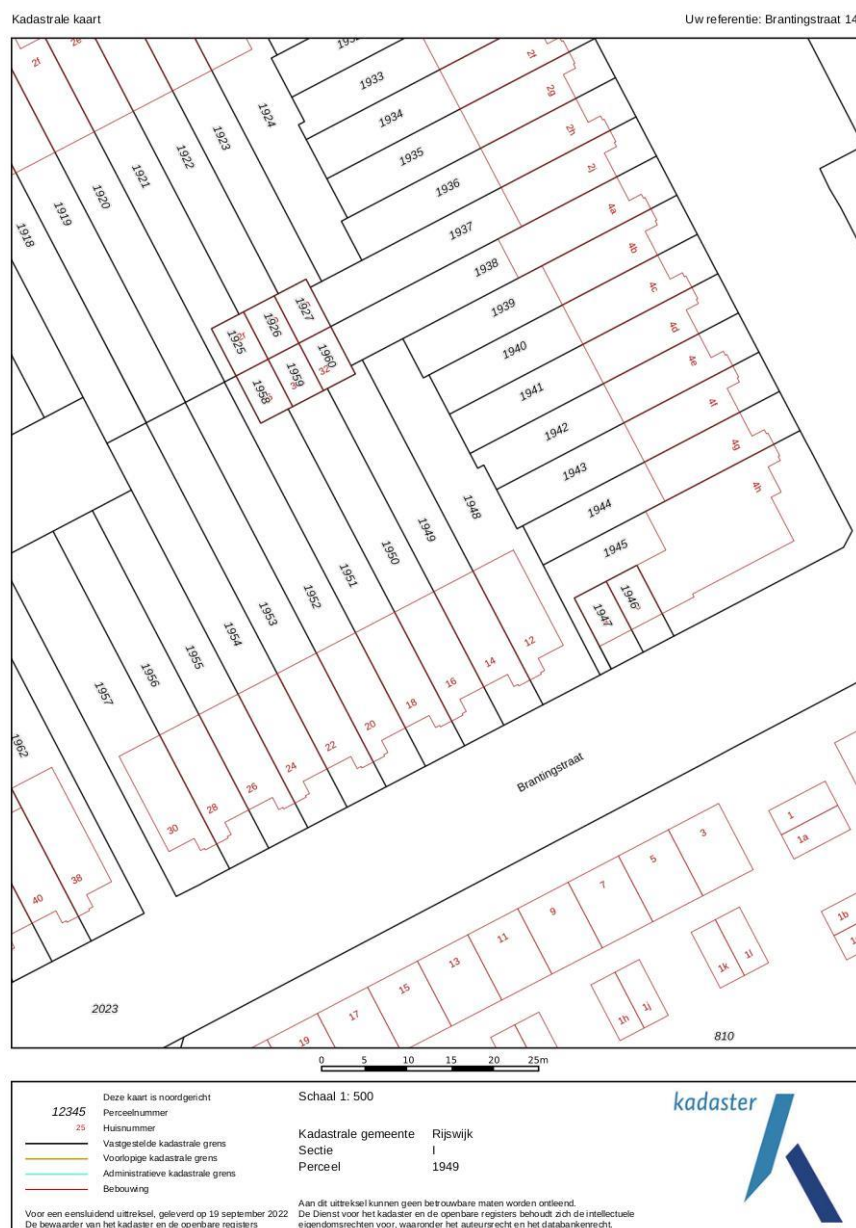 Kadastrale kaart
Uw referentie: Brantingstraat 14
2f
2e
1933
1934
1935
1936
1937
1938
1939
1940
1941
1942
1943
1944
1945
1946
1947
2f
2g
2h
2j
4a
4b
4c
4d
4e
4f
4g
4h
1924
1923
1922
1921
1920
1919
1918
1927
1926
1925
1960
32
1959
1958
1948
1949
1950
1951
1952
1953
1954
1955
1956
1957
1962
12
14
16
18
20
22
24
26
28
30
38
40
Brantingstraat
1
1a
3
5
7
9
11
13
15
17
19
1b
1k
1l
1h
1j
2023
810
0 5 10 15 20 25m
Deze kaart is noordgericht
12345 Perceelnummer
25 Huisnummer
Vastgestelde kadastrale grens
Voorlopige kadastrale grens
Administratieve kadastrale grens
Bebouwing
Voor een eensluidend uittreksel, geleverd op 19 september 2022
De bewaarder van het kadaster en de openbare registers
Schaal 1: 500
Kadastrale gemeente Rijswijk
Sectie I
Perceel 1949
Aan dit uittreksel kunnen geen betrouwbare maten worden ontleend.
De Dienst voor het kadaster en de openbare registers behoudt zich de intellectuele
eigendomsrechten voor, waaronder het auteursrecht en het databankenrecht.
kadaster